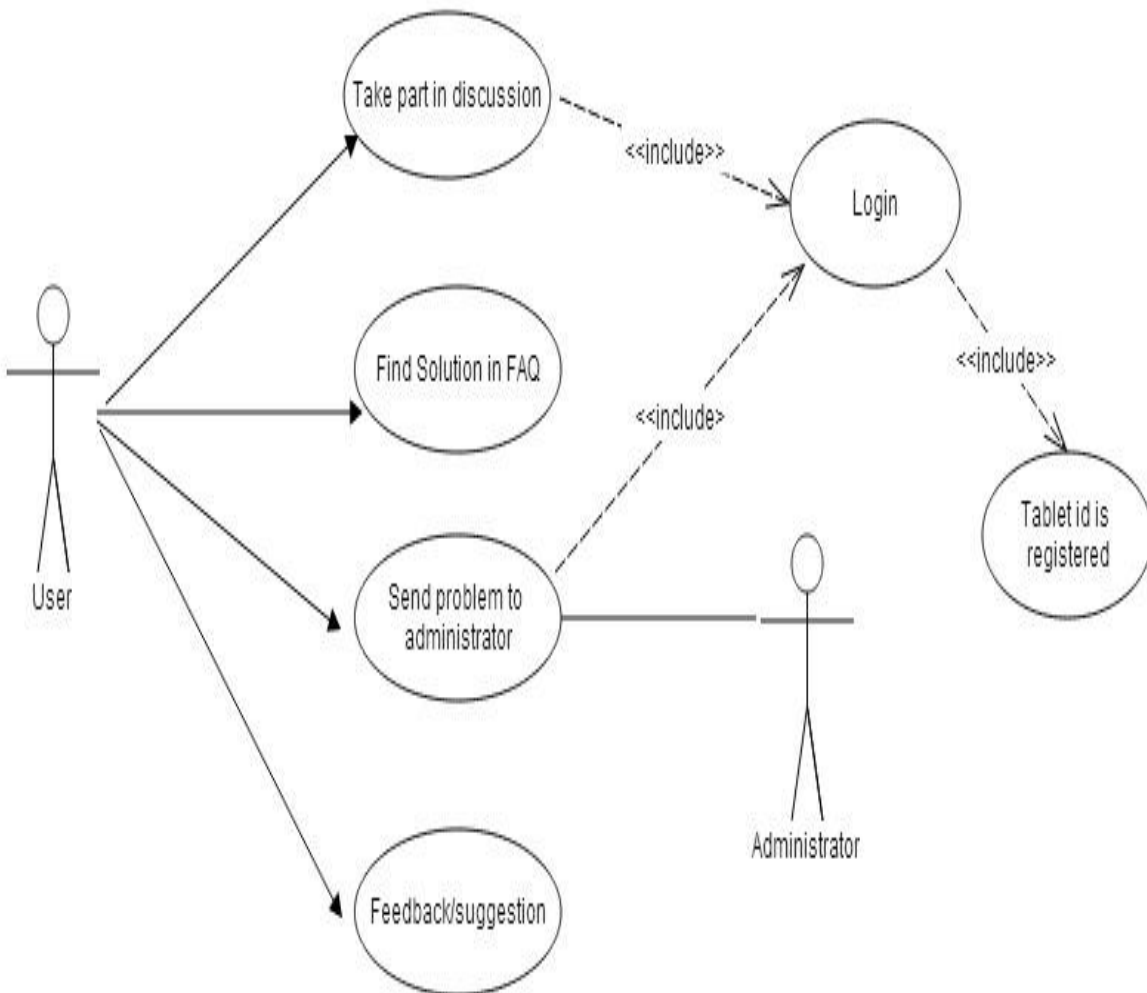 Take part in discussion
<<include>>
Login
Find Solution in FAQ
<<include>>
<<include>
Tablet id is
registered
User
Send problem to
administrator
Administrator
Feedback/suggestion